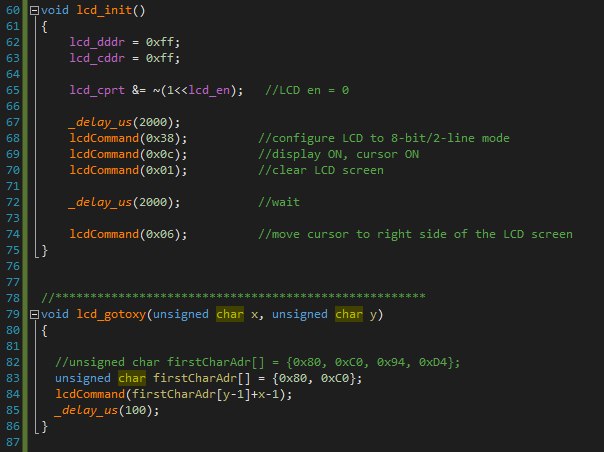 60 void lcd_init()
61 {
62 lcd_dddr = 0xff;
63 lcd_cddr = 0xff;
64
65 lcd_cprt &= ~(1<<lcd_en); //LCD en = 0
66
67 _delay_us(2000);
68 lcdCommand(0x38); //configure LCD to 8-bit/2-line mode
69 lcdCommand(0x0c); //display ON, cursor ON
70 lcdCommand(0x01); //clear LCD screen
71
72 _delay_us(2000); //wait
73
74 lcdCommand(0x06); //move cursor to right side of the LCD screen
75 }
76
77
78 //*****************************************************
79 void lcd_gotoxy(unsigned char x, unsigned char y)
80 {
81
82 //unsigned char firstCharAdr[] = {0x80, 0xC0, 0x94, 0xD4};
83 unsigned char firstCharAdr[] = {0x80, 0xC0};
84 lcdCommand(firstCharAdr[y-1]+x-1);
85 _delay_us(100);
86 }
87